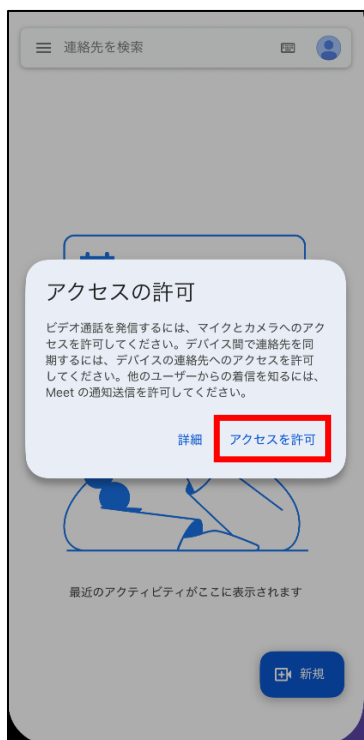 連絡先を検索
アクセスの許可
ビデオ通話を発信するには、マイクとカメラへのアク
セスを許可してください。デバイス間で連絡先を同
期するには、デバイスの連絡先へのアクセスを許可
してください。他のユーザーからの着信を知るには、
Meet の通知送信を許可してください。
詳細 アクセスを許可
最近のアクティビティがここに表示されます
新規